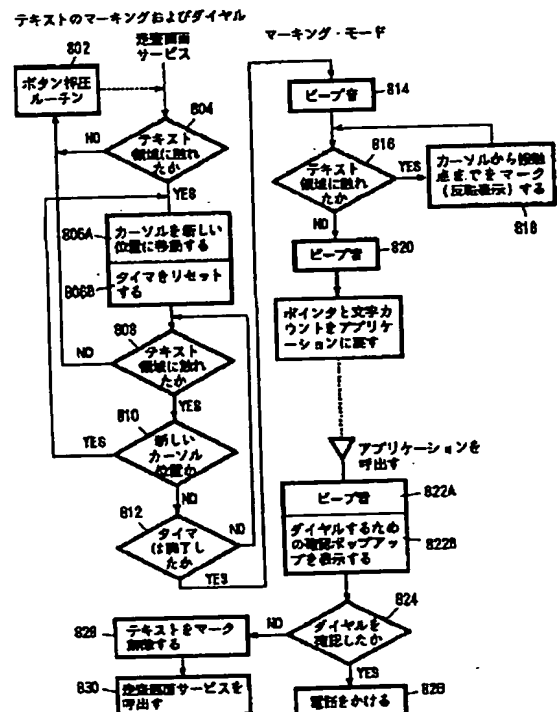 テキストのマーキングおよびダイヤル
走査画面
サービス
802
ボタン押圧
ルーチン
804
テキスト
領域に触れ
たか
NO
YES
806A
カーソルを新しい
位置に移動する
806B
タイマをリセット
する
808
テキスト
領域に触れ
たか
NO
YES
810
新しい
カーソル
位置か
YES
NO
812
タイマ
は完了し
たか
NO
YES
マーキング・モード
ビープ音
814
816
テキスト
領域に触れ
たか
YES
NO
カーソルから接触
点までをマーク
(反転表示)する
818
820
ビープ音
ポインタと文字カ
ウントをアプリケ
ーションに戻す
アプリケーションを
呼出す
ビープ音
822A
ダイヤルするため
の確認ポップアッ
プを表示する
822B
824
ダイヤルを
確認したか
NO
YES
828
テキストをマーク
解除する
830
走査画面サービスを
呼出す
電話をかける
826